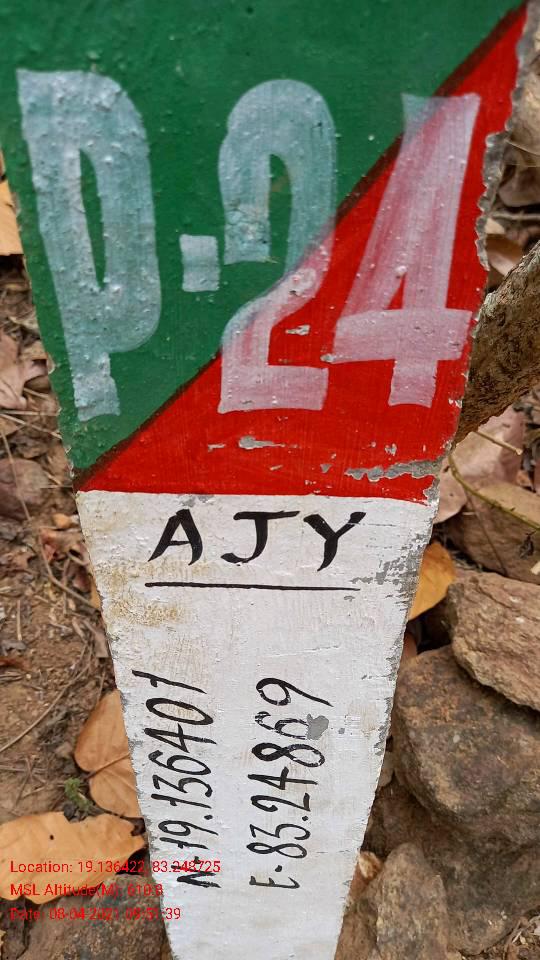 P-24
AJY
N-19.136401
E-83.24869
Location: 19.136422, 83.248725
MSL Altitude(M): 610.8
Date: 08-04-2021 09:51:39